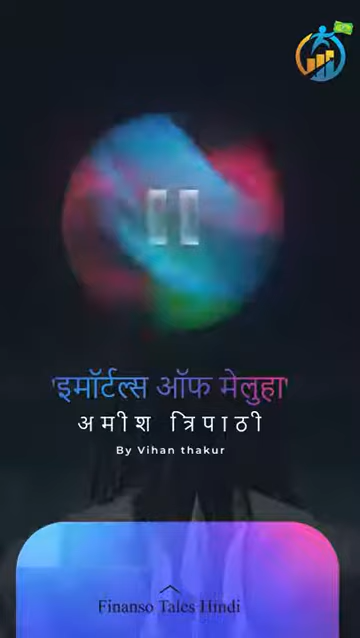 'इमॉर्टल्स ऑफ मेलुहा'
अमीश त्रिपाठी
By Vihan thakur
Finanso Tales Hindi